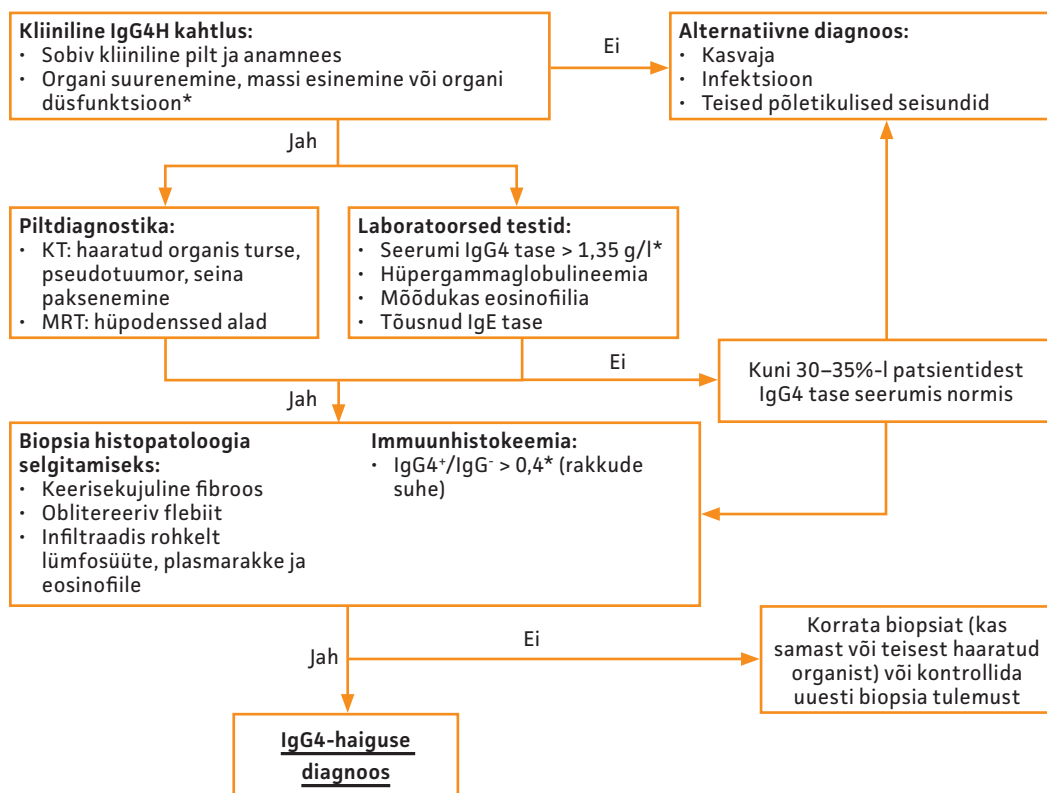 Kliiniline IgG4H kahtlus:
· Sobiv kliiniline pilt ja anamnees
· Organi suurenemine, massi esinemine või organi
düsfunktsioon*
Ei
Alternatiivne diagnoos:
· Kasvaja
· Infektsioon
· Teised põletikulised seisundid
Jah
Piltdiagnostika:
· KT: haaratud organis turse,
pseudotuumor, seina
paksenemine
· MRT: hüpodenssed alad
Laboratoorsed testid:
· Seerumi IgG4 tase > 1,35 g/l*
· Hüpergammaglobulineemia
· Mõõdukas eosinofiilia
· Tõusnud IgE tase
Ei
Kuni 30–35%-l patsientidest
IgG4 tase seerumis normis
Jah
Biopsia histopatoloogia
selgitamiseks:
· Keerisekujuline fibroos
· Oblitereeriv flebiit
· Infiltraadis rohkelt
lümfosüüte, plasmarakke ja
eosinofiile
Immuunhistokeemia:
· IgG4⁺/IgG⁻ > 0,4* (rakkude
suhe)
Jah
Ei
Korrata biopsiat (kas
samast või teisest haaratud
organist) või kontrollida
uuesti biopsia tulemust
IgG4-haiguse
diagnoos